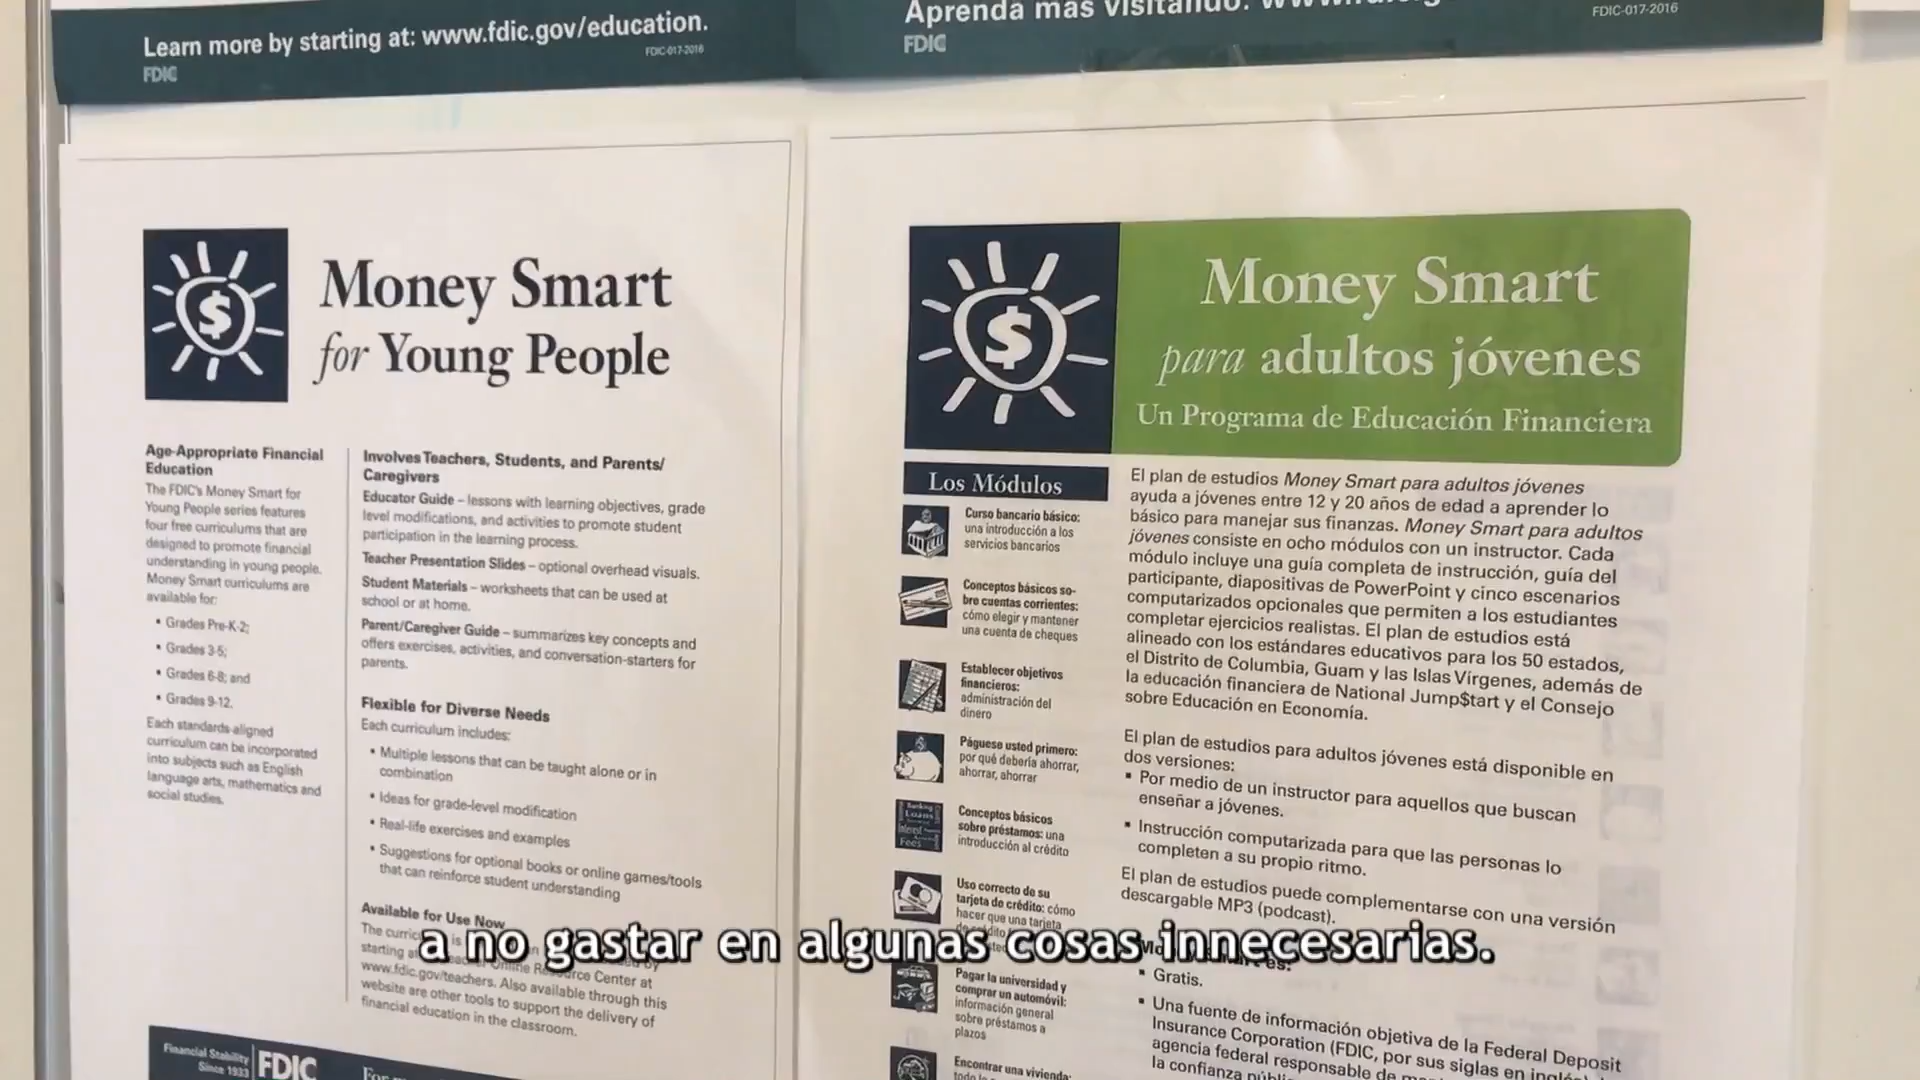 Learn more by starting at: www.fdic.gov/education.
FDIC-017-2016
FDIC
Aprenda más visitando:
FDIC-017-2016
FDIC
Money Smart
for Young People
Age-Appropriate Financial
Education
The FDIC's Money Smart for
Young People series features
four free curriculums that are
designed to promote financial
understanding in young people.
Money Smart curriculums are
available for:
• Grades Pre-K-2;
• Grades 3-5;
• Grades 6-8; and
• Grades 9-12.
Each standards-aligned
curriculum can be incorporated
into subjects such as English
language arts, mathematics and
social studies.
Involves Teachers, Students, and Parents/
Caregivers
Educator Guide – lessons with learning objectives, grade
level modifications, and activities to promote student
participation in the learning process.
Teacher Presentation Slides – optional overhead visuals.
Student Materials – worksheets that can be used at
school or at home.
Parent/Caregiver Guide – summarizes key concepts and
offers exercises, activities, and conversation-starters for
parents.
Flexible for Diverse Needs
Each curriculum includes:
• Multiple lessons that can be taught alone or in
combination
• Ideas for grade-level modification
• Real-life exercises and examples
• Suggestions for optional books or online games/tools
that can reinforce student understanding
Available for Use Now
The
starting Online Resource Center at
www.fdic.gov/teachers. Also available through this
website are other tools to support the delivery of
financial education in the classroom.
Financial Stability
Since 1933
FDIC
Money Smart
para adultos jóvenes
Un Programa de Educación Financiera
Los Módulos
Curso bancario básico:
una introducción a los
servicios bancarios
Conceptos básicos so-
bre cuentas corrientes:
cómo elegir y mantener
una cuenta de cheques
Establecer objetivos
financieros:
administración del
dinero
Páguese usted primero:
por qué debería ahorrar,
ahorrar, ahorrar
Banking
Loans
Interest
Fees
Conceptos básicos
sobre préstamos: una
introducción al crédito
Uso correcto de su
tarjeta de crédito: cómo
hacer que una tarjeta
Pagar la universidad y
comprar un automóvil:
información general
sobre préstamos a
plazos
Encontrar una vivienda:
El plan de estudios Money Smart para adultos jóvenes
ayuda a jóvenes entre 12 y 20 años de edad a aprender lo
básico para manejar sus finanzas. Money Smart para adultos
jóvenes consiste en ocho módulos con un instructor. Cada
módulo incluye una guía completa de instrucción, guía del
participante, diapositivas de PowerPoint y cinco escenarios
computarizados opcionales que permiten a los estudiantes
completar ejercicios realistas. El plan de estudios está
alineado con los estándares educativos para los 50 estados,
el Distrito de Columbia, Guam y las Islas Vírgenes, además de
la educación financiera de National Jump$tart y el Consejo
sobre Educación en Economía.
El plan de estudios para adultos jóvenes está disponible en
dos versiones:
• Por medio de un instructor para aquellos que buscan
enseñar a jóvenes.
• Instrucción computarizada para que las personas lo
completen a su propio ritmo.
El plan de estudios puede complementarse con una versión
descargable MP3 (podcast).
es:
• Gratis.
• Una fuente de información objetiva de la Federal Deposit
Insurance Corporation (FDIC, por sus siglas en inglés),
agencia federal responsable de
la confianza
a no gastar en algunas cosas innecesarias.